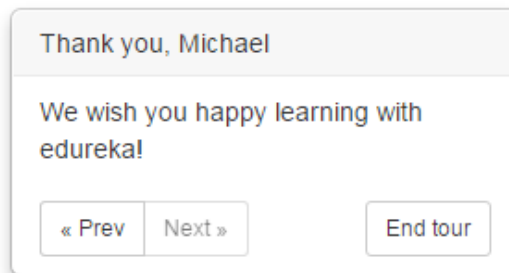 Thank you, Michael
We wish you happy learning with
edureka!
« Prev
Next »
End tour